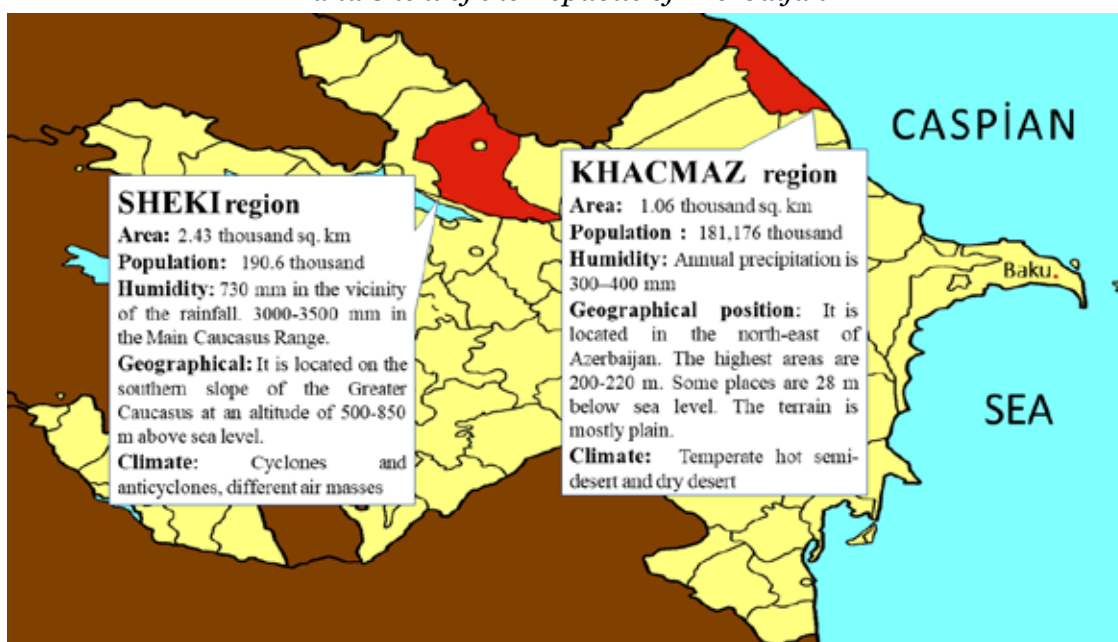 SHEKI region
Area: 2.43 thousand sq. km
Population: 190.6 thousand
Humidity: 730 mm in the vicinity
of the rainfall. 3000-3500 mm in
the Main Caucasus Range.
Geographical: It is located on the
southern slope of the Greater
Caucasus at an altitude of 500-850
m above sea level.
Climate: Cyclones and
anticyclones, different air masses
KHACMAZ region
Area: 1.06 thousand sq. km
Population : 181,176 thousand
Humidity: Annual precipitation is
300–400 mm
Geographical position: It is
located in the north-east of
Azerbaijan. The highest areas are
200-220 m. Some places are 28 m
below sea level. The terrain is
mostly plain.
Climate: Temperate hot semi-
desert and dry desert
CASPİAN
SEA
Baku.